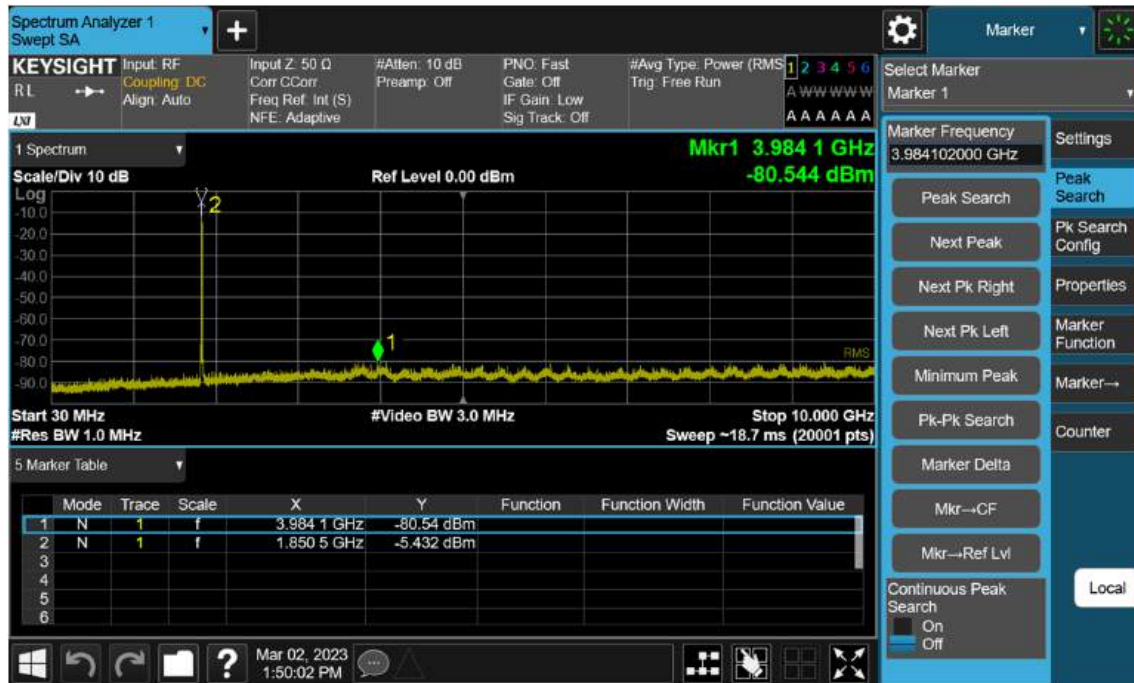 Spectrum Analyzer 1
Swept SA
+
Marker
KEYSIGHT Input: RF Input Z: 50 Ω #Atten: 10 dB PNO: Fast #Avg Type: Power (RMS 1 2 3 4 5 6
RL Coupling: DC Corr CCorr Preamp: Off Gate: Off Trig: Free Run A W W W W W
Align: Auto Freq Ref: Int (S) IF Gain: Low
LXI NFE: Adaptive Sig Track: Off A A A A A A
Select Marker
Marker 1
1 Spectrum
Mkr1 3.984 1 GHz
Scale/Div 10 dB Ref Level 0.00 dBm -80.544 dBm
Log
-10.0
-20.0
-30.0
-40.0
-50.0
-60.0
-70.0
-80.0
-90.0
2
1
RMS
Start 30 MHz #Video BW 3.0 MHz Stop 10.000 GHz
#Res BW 1.0 MHz Sweep ~18.7 ms (20001 pts)
5 Marker Table
Mode Trace Scale X Y Function Function Width Function Value
1 N 1 f 3.984 1 GHz -80.54 dBm
2 N 1 f 1.850 5 GHz -5.432 dBm
3
4
5
6
Marker Frequency
3.984102000 GHz
Peak Search
Next Peak
Next Pk Right
Next Pk Left
Minimum Peak
Pk-Pk Search
Marker Delta
Mkr→CF
Mkr→Ref Lvl
Continuous Peak
Search
On
Off
Settings
Peak
Search
Pk Search
Config
Properties
Marker
Function
Marker→
Counter
Local
?
Mar 02, 2023
1:50:02 PM